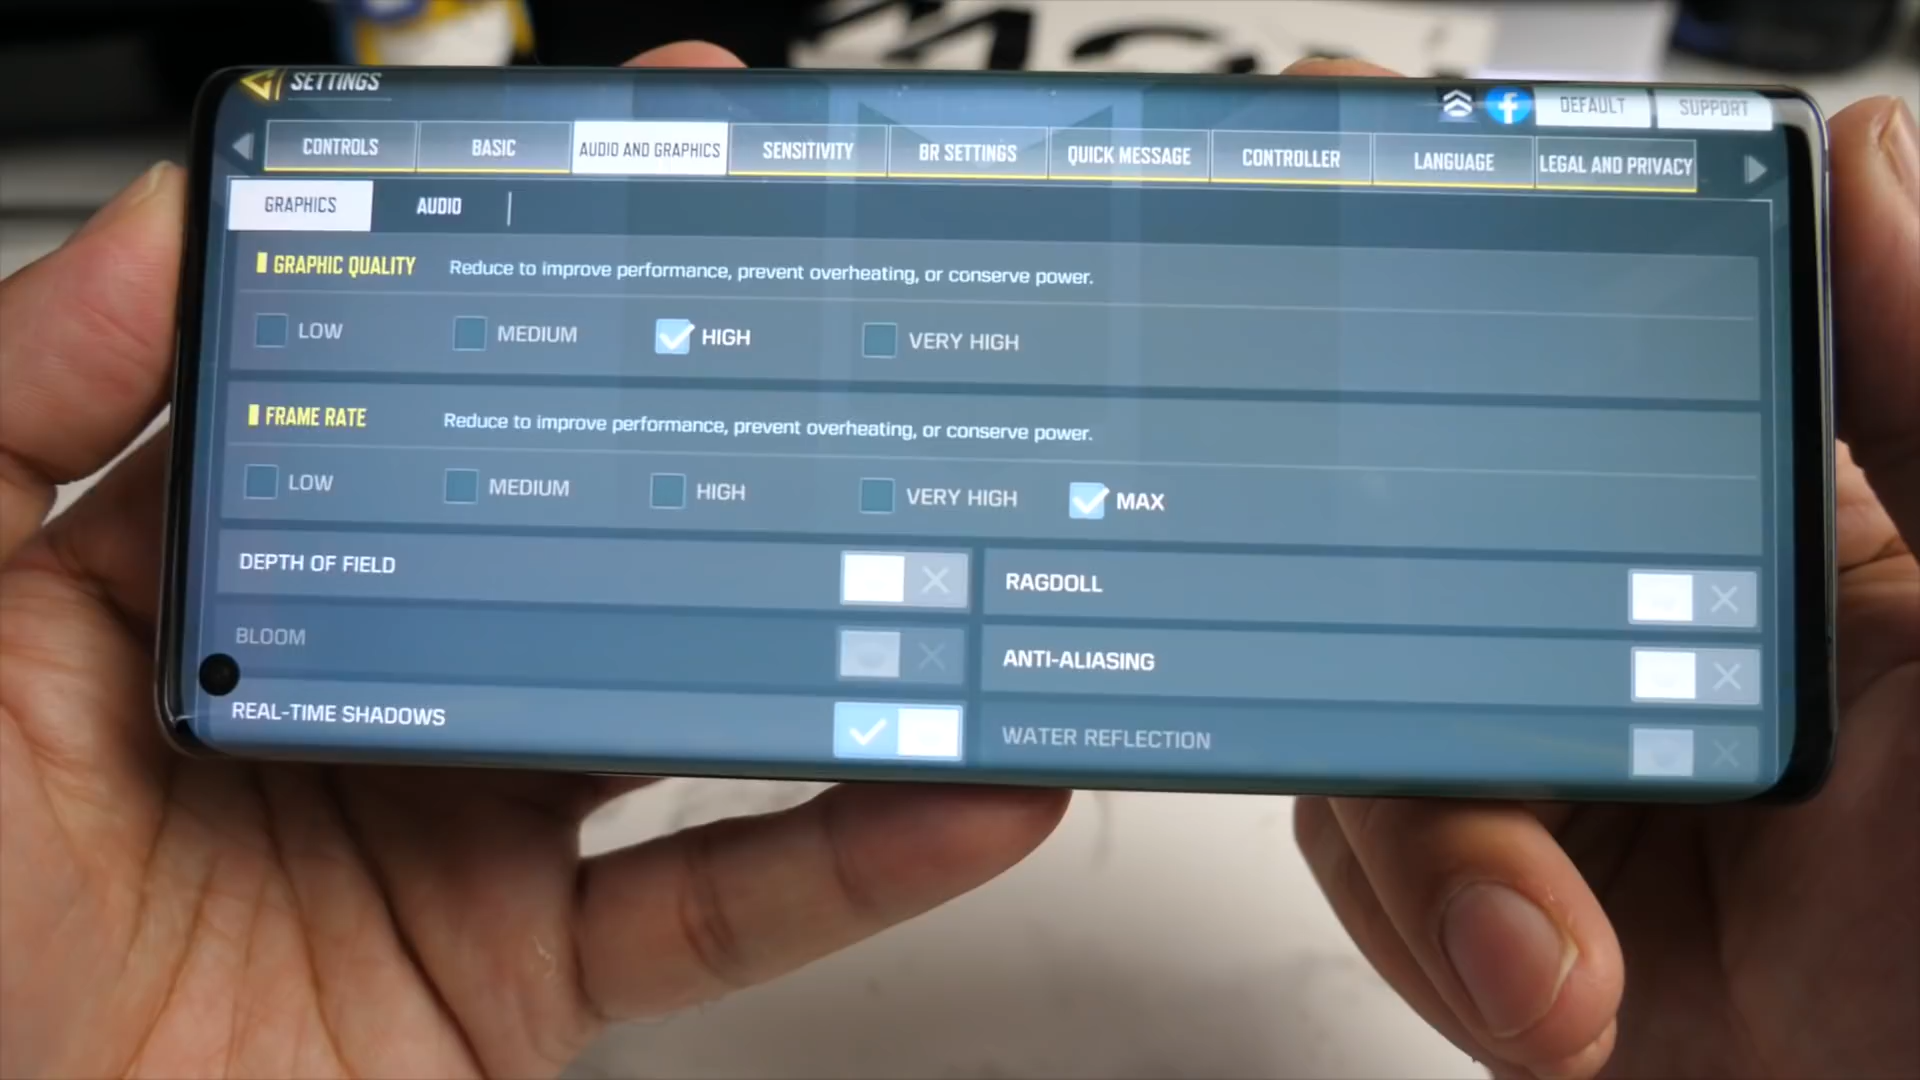 SETTINGS
DEFAULT SUPPORT
CONTROLS BASIC AUDIO AND GRAPHICS SENSITIVITY BR SETTINGS QUICK MESSAGE CONTROLLER LANGUAGE LEGAL AND PRIVACY
GRAPHICS AUDIO
GRAPHIC QUALITY Reduce to improve performance, prevent overheating, or conserve power.
LOW MEDIUM HIGH VERY HIGH
FRAME RATE Reduce to improve performance, prevent overheating, or conserve power.
LOW MEDIUM HIGH VERY HIGH MAX
DEPTH OF FIELD RAGDOLL
BLOOM ANTI-ALIASING
REAL-TIME SHADOWS WATER REFLECTION